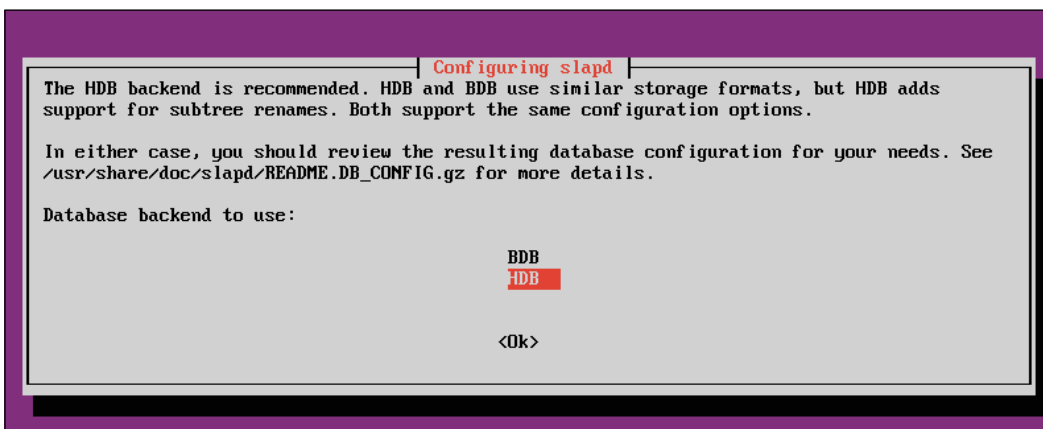 Configuring slapd
The HDB backend is recommended. HDB and BDB use similar storage formats, but HDB adds
support for subtree renames. Both support the same configuration options.
In either case, you should review the resulting database configuration for your needs. See
/usr/share/doc/slapd/README.DB_CONFIG.gz for more details.
Database backend to use:
BDB
HDB
<Ok>